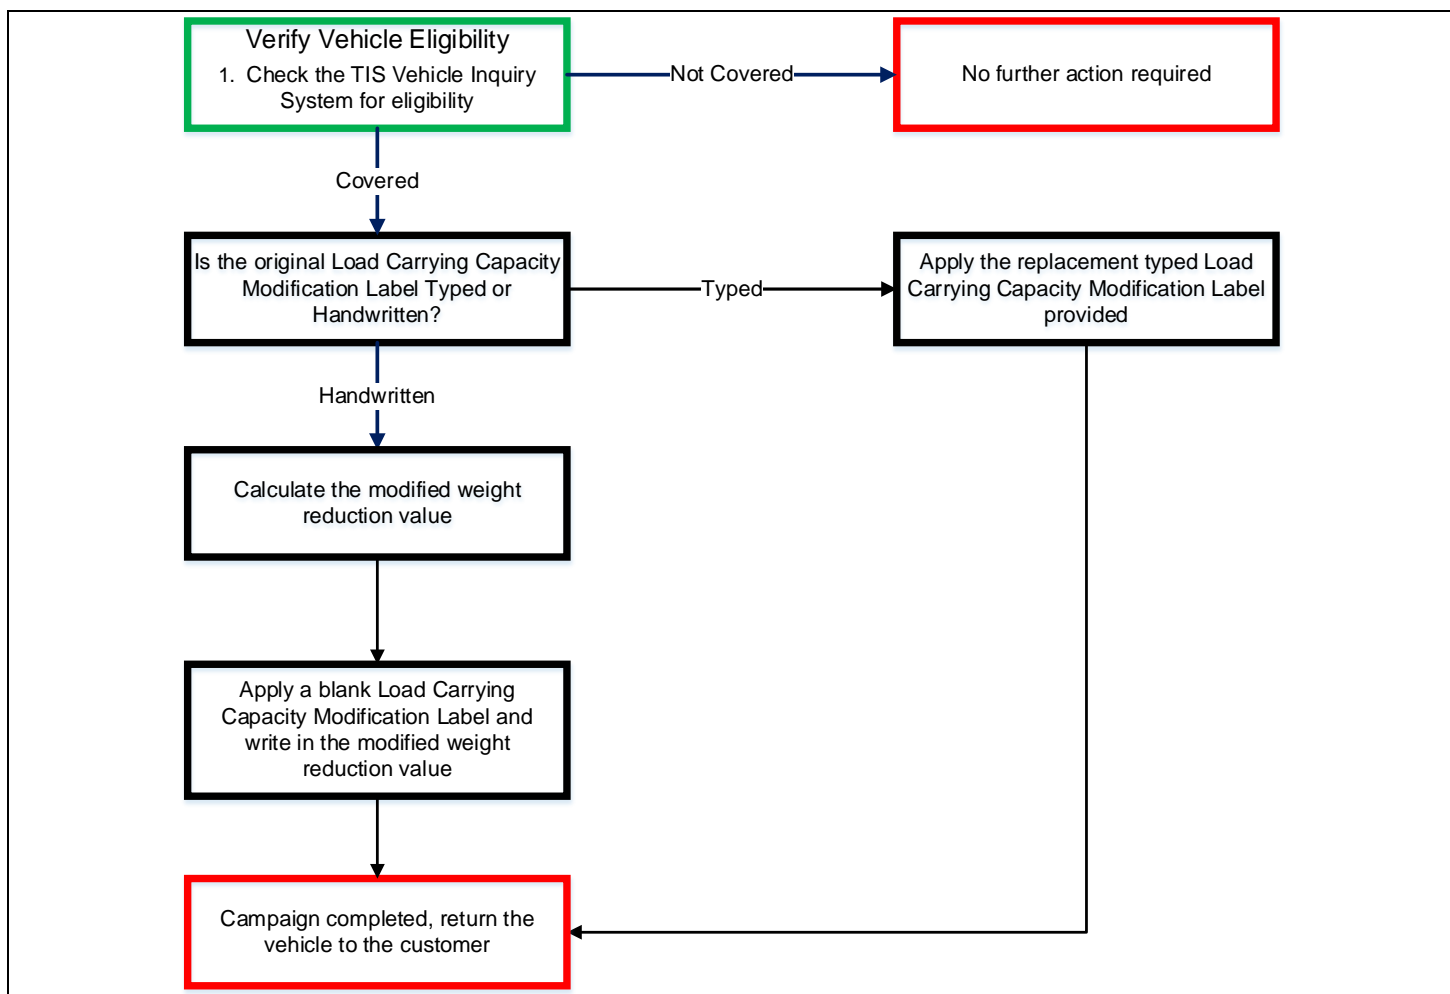 Verify Vehicle Eligibility
1. Check the TIS Vehicle Inquiry
System for eligibility
Not Covered
No further action required
Covered
Is the original Load Carrying Capacity
Modification Label Typed or
Handwritten?
Typed
Apply the replacement typed Load
Carrying Capacity Modification Label
provided
Handwritten
Calculate the modified weight
reduction value
Apply a blank Load Carrying
Capacity Modification Label and
write in the modified weight
reduction value
Campaign completed, return the
vehicle to the customer